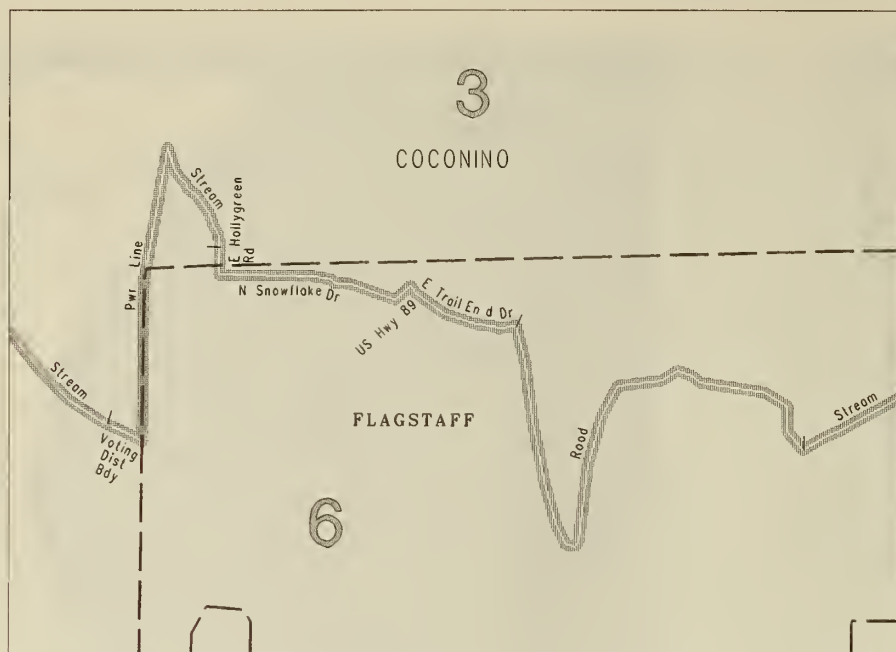 3
COCONINO
Stream
E Hollygreen
Rd
Pwr Line
N Snowflake Dr
E Trail End Dr
US Hwy 89
Stream
Voting
Dist
Bdy
FLAGSTAFF
Road
Stream
6